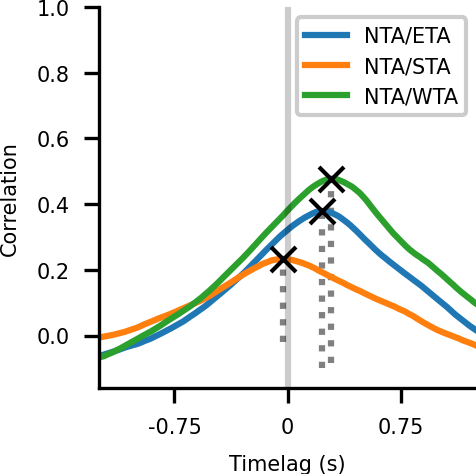 1.0
0.8
0.6
0.4
0.2
0.0
Correlation
NTA/ETA
NTA/STA
NTA/WTA
-0.75
0
0.75
Timelag (s)